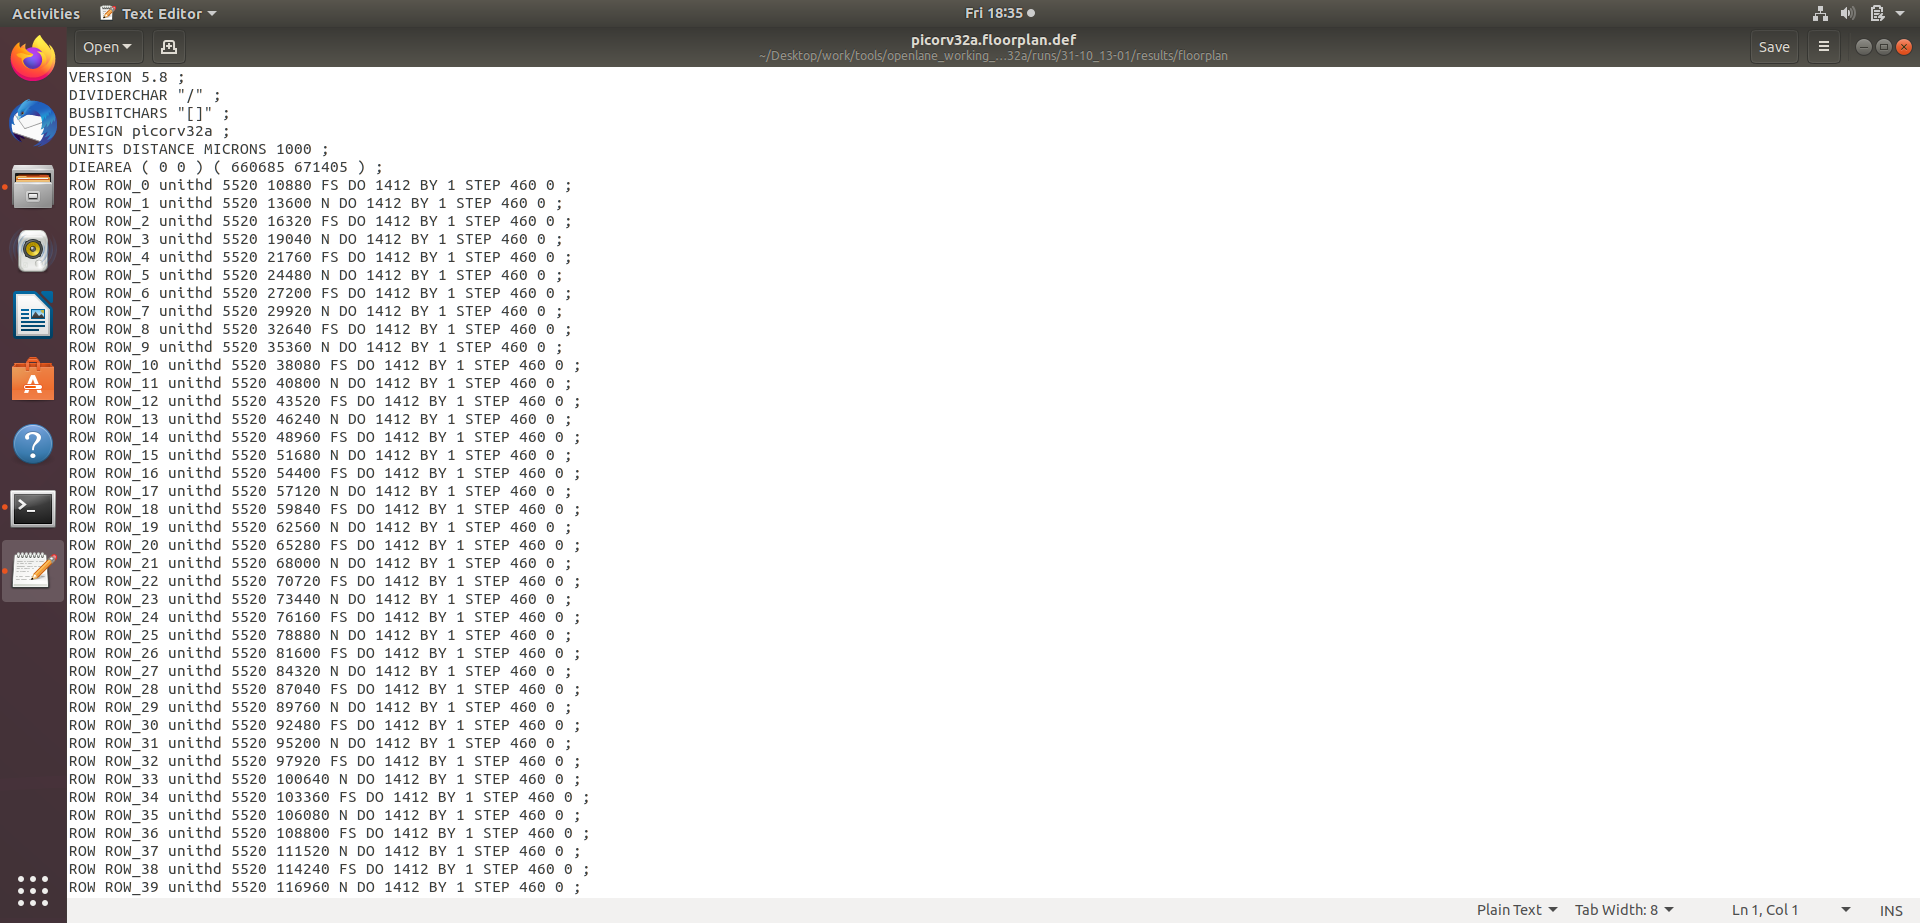 Activities Text Editor Fri 18:35
Open picorv32a.floorplan.def Save
~/Desktop/work/tools/openlane_working_...32a/runs/31-10_13-01/results/floorplan
VERSION 5.8 ;
DIVIDERCHAR "/" ;
BUSBITCHARS "[]" ;
DESIGN picorv32a ;
UNITS DISTANCE MICRONS 1000 ;
DIEAREA ( 0 0 ) ( 660685 671405 ) ;
ROW ROW_0 unithd 5520 10880 FS DO 1412 BY 1 STEP 460 0 ;
ROW ROW_1 unithd 5520 13600 N DO 1412 BY 1 STEP 460 0 ;
ROW ROW_2 unithd 5520 16320 FS DO 1412 BY 1 STEP 460 0 ;
ROW ROW_3 unithd 5520 19040 N DO 1412 BY 1 STEP 460 0 ;
ROW ROW_4 unithd 5520 21760 FS DO 1412 BY 1 STEP 460 0 ;
ROW ROW_5 unithd 5520 24480 N DO 1412 BY 1 STEP 460 0 ;
ROW ROW_6 unithd 5520 27200 FS DO 1412 BY 1 STEP 460 0 ;
ROW ROW_7 unithd 5520 29920 N DO 1412 BY 1 STEP 460 0 ;
ROW ROW_8 unithd 5520 32640 FS DO 1412 BY 1 STEP 460 0 ;
ROW ROW_9 unithd 5520 35360 N DO 1412 BY 1 STEP 460 0 ;
ROW ROW_10 unithd 5520 38080 FS DO 1412 BY 1 STEP 460 0 ;
ROW ROW_11 unithd 5520 40800 N DO 1412 BY 1 STEP 460 0 ;
ROW ROW_12 unithd 5520 43520 FS DO 1412 BY 1 STEP 460 0 ;
ROW ROW_13 unithd 5520 46240 N DO 1412 BY 1 STEP 460 0 ;
ROW ROW_14 unithd 5520 48960 FS DO 1412 BY 1 STEP 460 0 ;
ROW ROW_15 unithd 5520 51680 N DO 1412 BY 1 STEP 460 0 ;
ROW ROW_16 unithd 5520 54400 FS DO 1412 BY 1 STEP 460 0 ;
ROW ROW_17 unithd 5520 57120 N DO 1412 BY 1 STEP 460 0 ;
ROW ROW_18 unithd 5520 59840 FS DO 1412 BY 1 STEP 460 0 ;
ROW ROW_19 unithd 5520 62560 N DO 1412 BY 1 STEP 460 0 ;
ROW ROW_20 unithd 5520 65280 FS DO 1412 BY 1 STEP 460 0 ;
ROW ROW_21 unithd 5520 68000 N DO 1412 BY 1 STEP 460 0 ;
ROW ROW_22 unithd 5520 70720 FS DO 1412 BY 1 STEP 460 0 ;
ROW ROW_23 unithd 5520 73440 N DO 1412 BY 1 STEP 460 0 ;
ROW ROW_24 unithd 5520 76160 FS DO 1412 BY 1 STEP 460 0 ;
ROW ROW_25 unithd 5520 78880 N DO 1412 BY 1 STEP 460 0 ;
ROW ROW_26 unithd 5520 81600 FS DO 1412 BY 1 STEP 460 0 ;
ROW ROW_27 unithd 5520 84320 N DO 1412 BY 1 STEP 460 0 ;
ROW ROW_28 unithd 5520 87040 FS DO 1412 BY 1 STEP 460 0 ;
ROW ROW_29 unithd 5520 89760 N DO 1412 BY 1 STEP 460 0 ;
ROW ROW_30 unithd 5520 92480 FS DO 1412 BY 1 STEP 460 0 ;
ROW ROW_31 unithd 5520 95200 N DO 1412 BY 1 STEP 460 0 ;
ROW ROW_32 unithd 5520 97920 FS DO 1412 BY 1 STEP 460 0 ;
ROW ROW_33 unithd 5520 100640 N DO 1412 BY 1 STEP 460 0 ;
ROW ROW_34 unithd 5520 103360 FS DO 1412 BY 1 STEP 460 0 ;
ROW ROW_35 unithd 5520 106080 N DO 1412 BY 1 STEP 460 0 ;
ROW ROW_36 unithd 5520 108800 FS DO 1412 BY 1 STEP 460 0 ;
ROW ROW_37 unithd 5520 111520 N DO 1412 BY 1 STEP 460 0 ;
ROW ROW_38 unithd 5520 114240 FS DO 1412 BY 1 STEP 460 0 ;
ROW ROW_39 unithd 5520 116960 N DO 1412 BY 1 STEP 460 0 ;
Plain Text Tab Width: 8 Ln 1, Col 1 INS